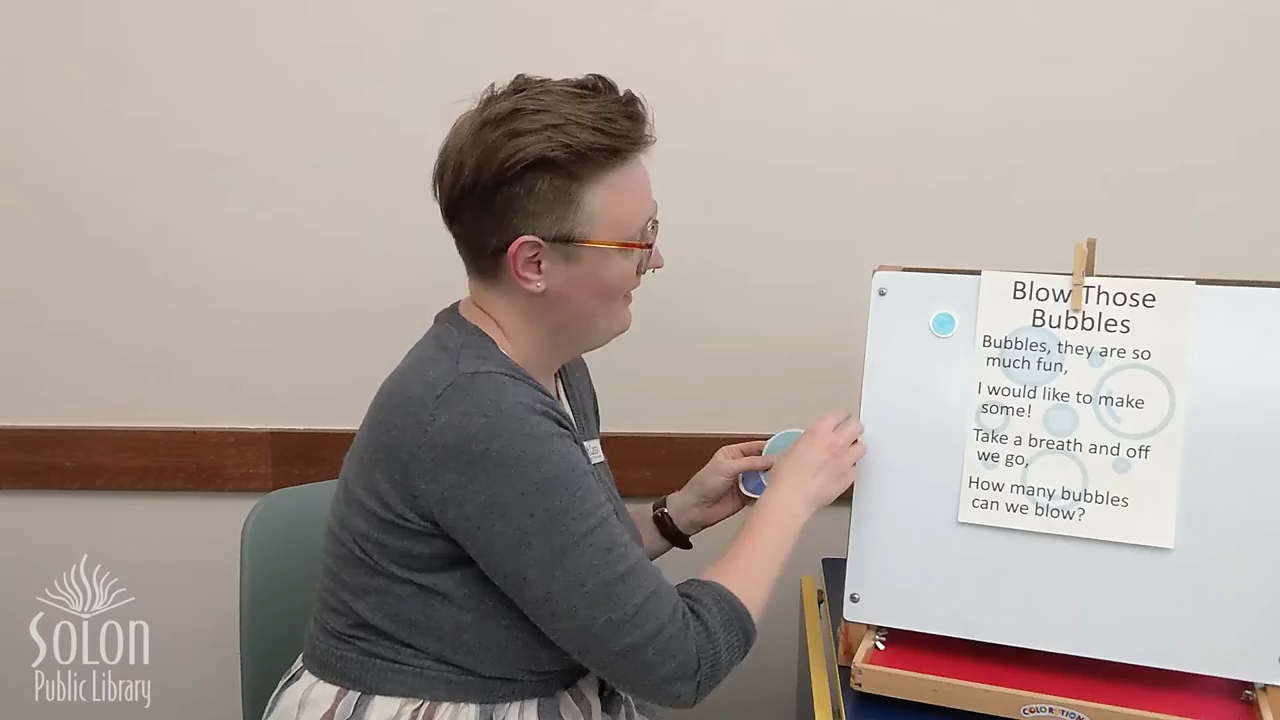 Blow Those
Bubbles
Bubbles, they are so
much fun,
I would like to make
some!
Take a breath and off
we go,
How many bubbles
can we blow?
COLORATIONS
SOLON
Public Library